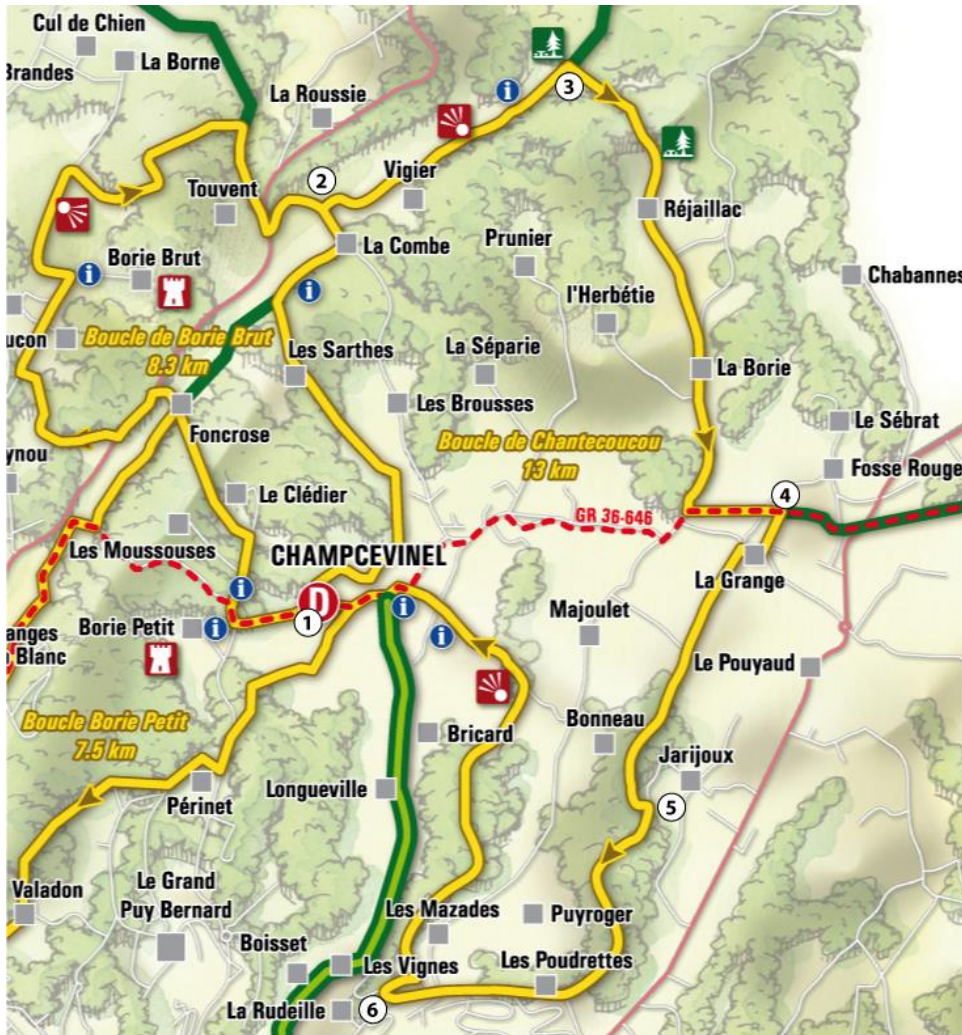 Cul de Chien
Brandes
La Borne
La Roussie
3
2
Vigier
Touvent
Réjaillac
La Combe
Prunier
Borie Brut
Chabannes
l'Herbétie
ucon
Boucle de Borie Brut
8.3 km
Les Sarthes
La Séparie
La Borie
Les Brousses
Foncrose
Le Sébrat
Boucle de Chantecoucou
13 km
ynou
Fosse Rouge
Le Clédier
4
GR 36-646
Les Moussouses
CHAMPCEVINEL
La Grange
D
1
Majoulet
Borie Petit
anges
Blanc
Le Pouyaud
Boucle Borie Petit
7.5 km
Bricard
Bonneau
Jarijoux
Périnet
Longueville
5
Valadon
Le Grand
Puy Bernard
Les Mazades
Puyroger
Boisset
Les Vignes
Les Poudrettes
La Rudeille
6
i
i
i
i
i
i
i